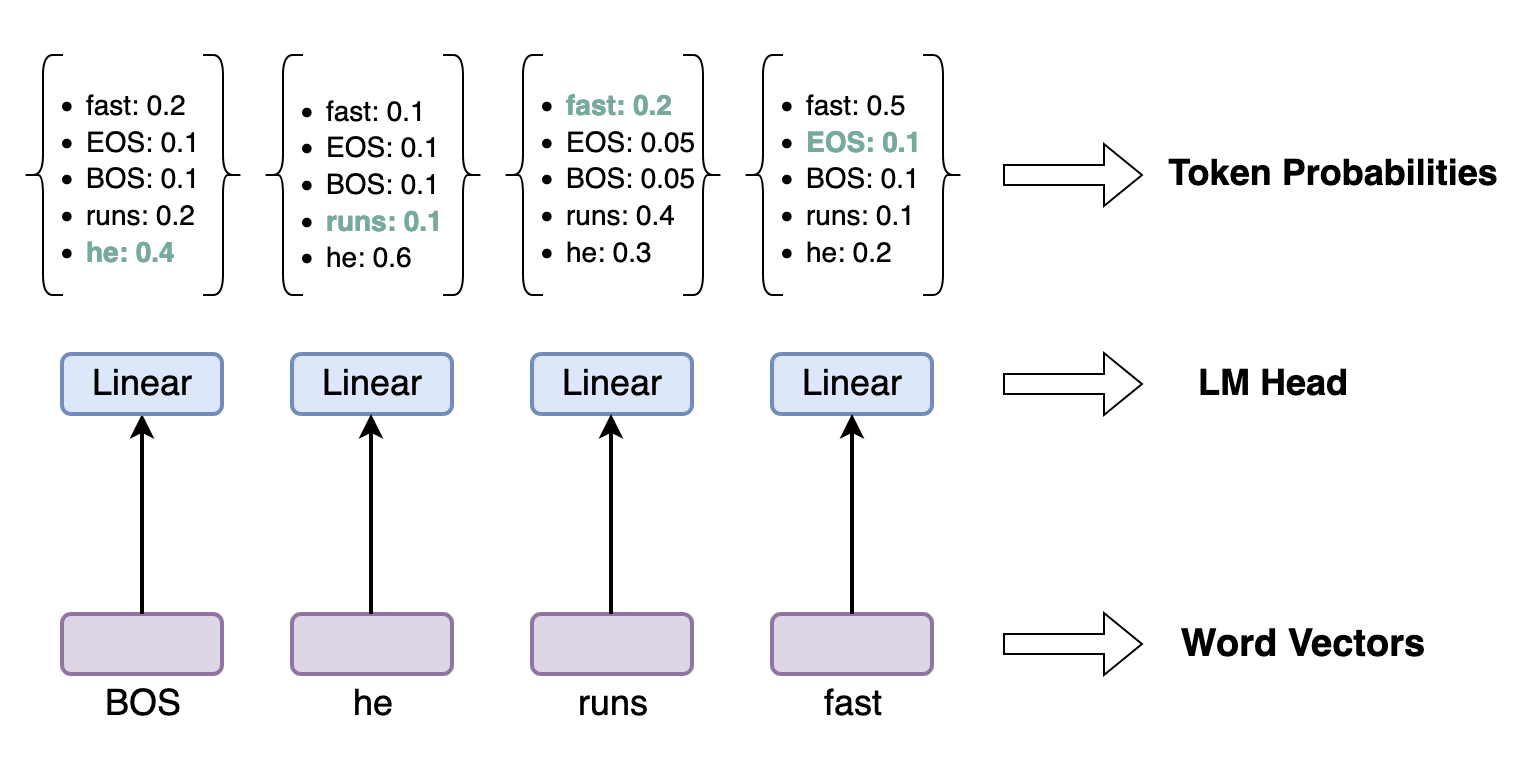 fast: 0.2
EOS: 0.1
BOS: 0.1
runs: 0.2
he: 0.4
fast: 0.1
EOS: 0.1
BOS: 0.1
runs: 0.1
he: 0.6
fast: 0.2
EOS: 0.05
BOS: 0.05
runs: 0.4
he: 0.3
fast: 0.5
EOS: 0.1
BOS: 0.1
runs: 0.1
he: 0.2
Token Probabilities
Linear
Linear
Linear
Linear
LM Head
Word Vectors
BOS
he
runs
fast